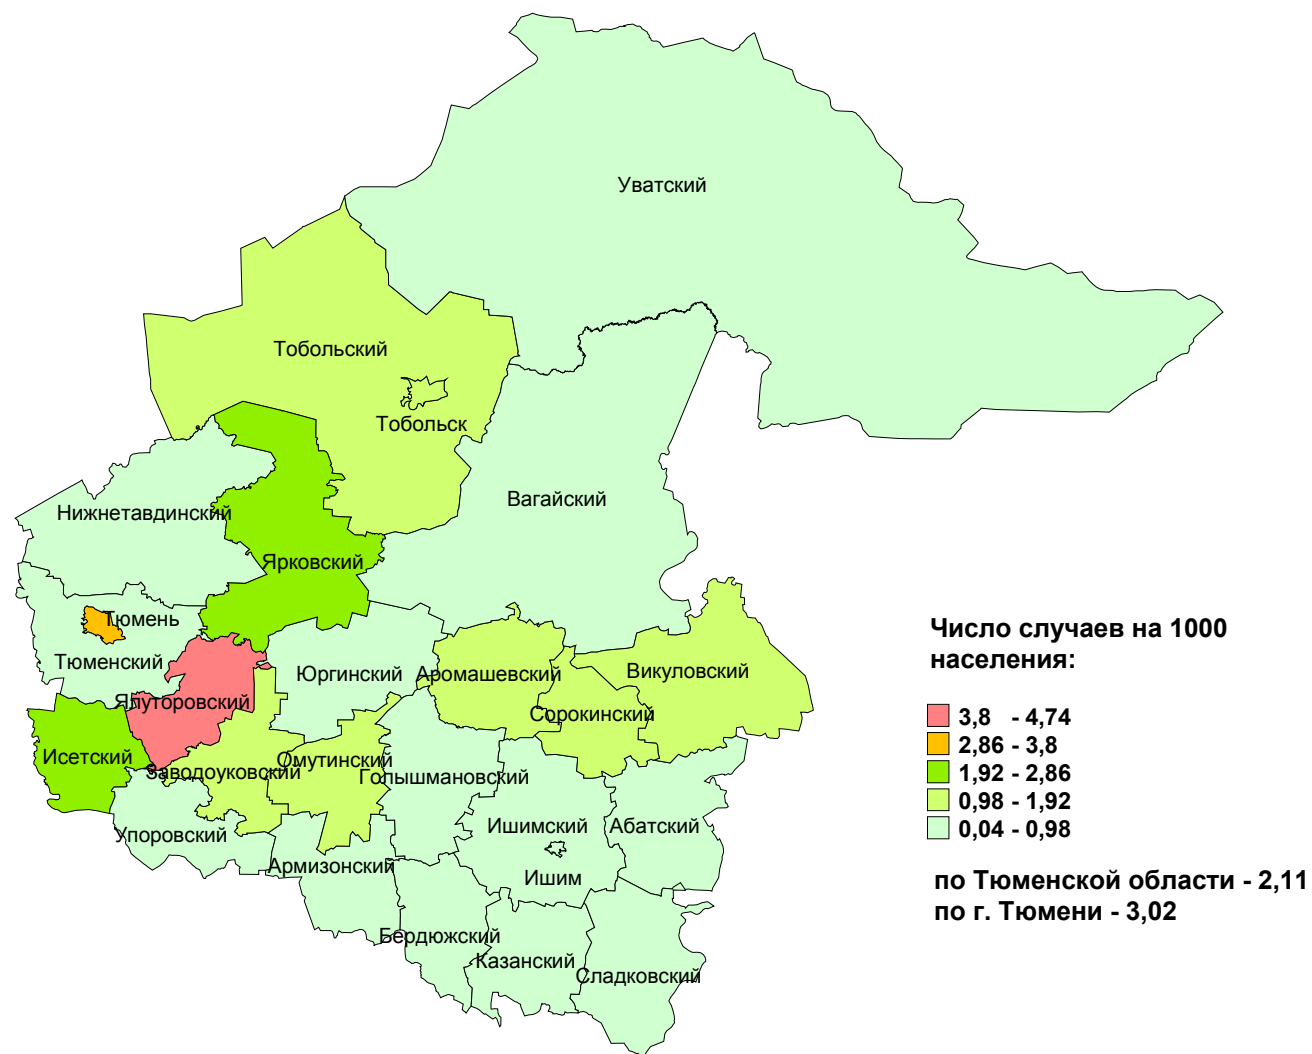 Уватский
Тобольский
Тобольск
Вагайский
Нижнетавдинский
Ярковский
Тюмень
Тюменский
Юргинский
Аромашевский
Викуловский
Ялуторовский
Сорокинский
Исетский
Заводоуковский
Омутинский
Голышмановский
Упоровский
Ишимский
Абатский
Армизонский
Ишим
Бердюжский
Казанский
Сладковский
Число случаев на 1000
населения:
3,8 - 4,74
2,86 - 3,8
1,92 - 2,86
0,98 - 1,92
0,04 - 0,98
по Тюменской области - 2,11
по г. Тюмени - 3,02